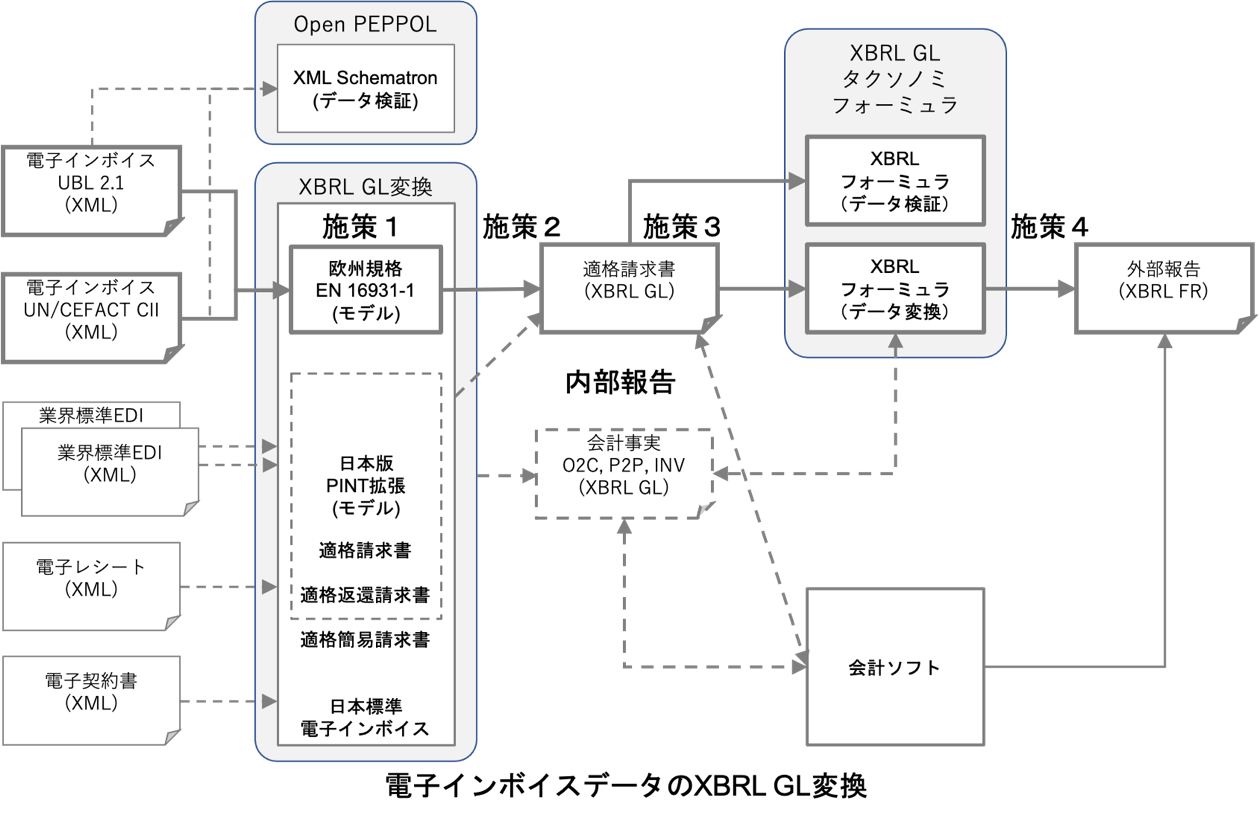 Open PEPPOL
XML Schematron
(データ検証)
電子インボイス
UBL 2.1
(XML)
電子インボイス
UN/CEFACT CII
(XML)
業界標準EDI
業界標準EDI
(XML)
電子レシート
(XML)
電子契約書
(XML)
XBRL GL変換
施策１
欧州規格
EN 16931-1
(モデル)
日本版
PINT拡張
(モデル)
適格請求書
適格返還請求書
適格簡易請求書
日本標準
電子インボイス
施策２
適格請求書
(XBRL GL)
施策３
内部報告
会計事実
O2C, P2P, INV
(XBRL GL)
XBRL GL
タクソノミ
フォーミュラ
XBRL
フォーミュラ
(データ検証)
XBRL
フォーミュラ
(データ変換)
施策４
外部報告
(XBRL FR)
会計ソフト
電子インボイスデータのXBRL GL変換